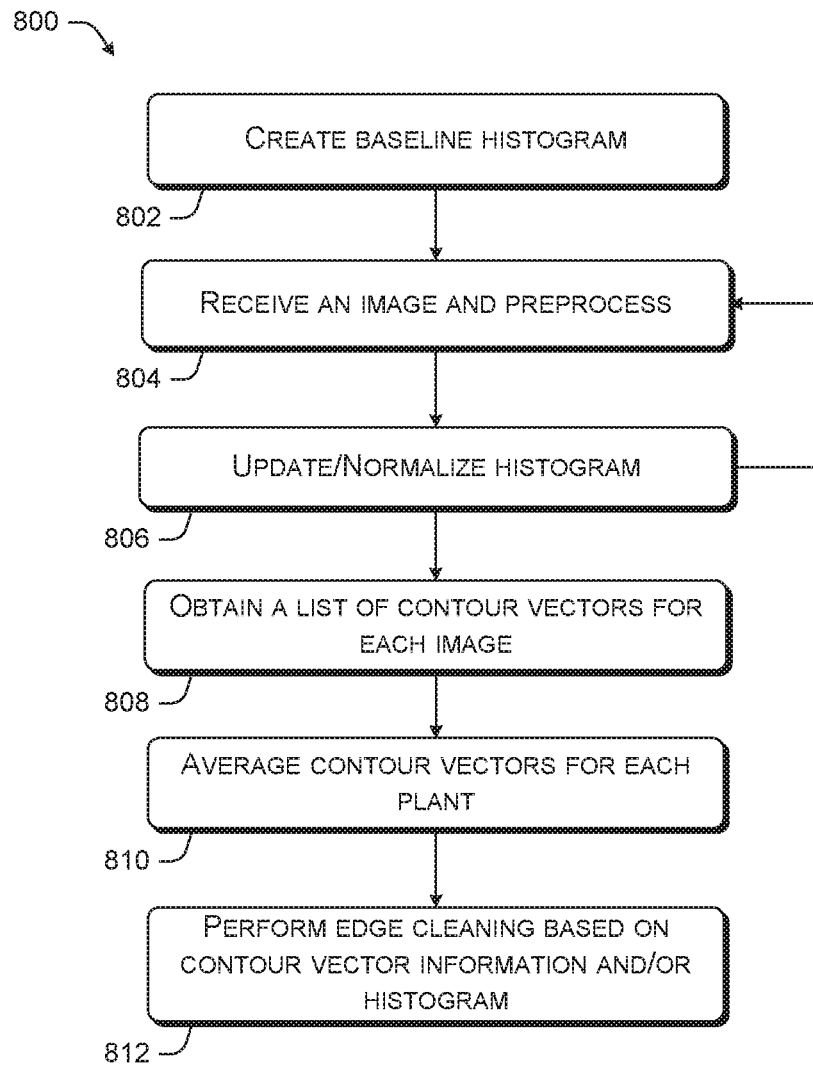 800
CREATE BASELINE HISTOGRAM
802
RECEIVE AN IMAGE AND PREPROCESS
804
UPDATE/NORMALIZE HISTOGRAM
806
OBTAIN A LIST OF CONTOUR VECTORS FOR
EACH IMAGE
808
AVERAGE CONTOUR VECTORS FOR EACH
PLANT
810
PERFORM EDGE CLEANING BASED ON
CONTOUR VECTOR INFORMATION AND/OR
HISTOGRAM
812